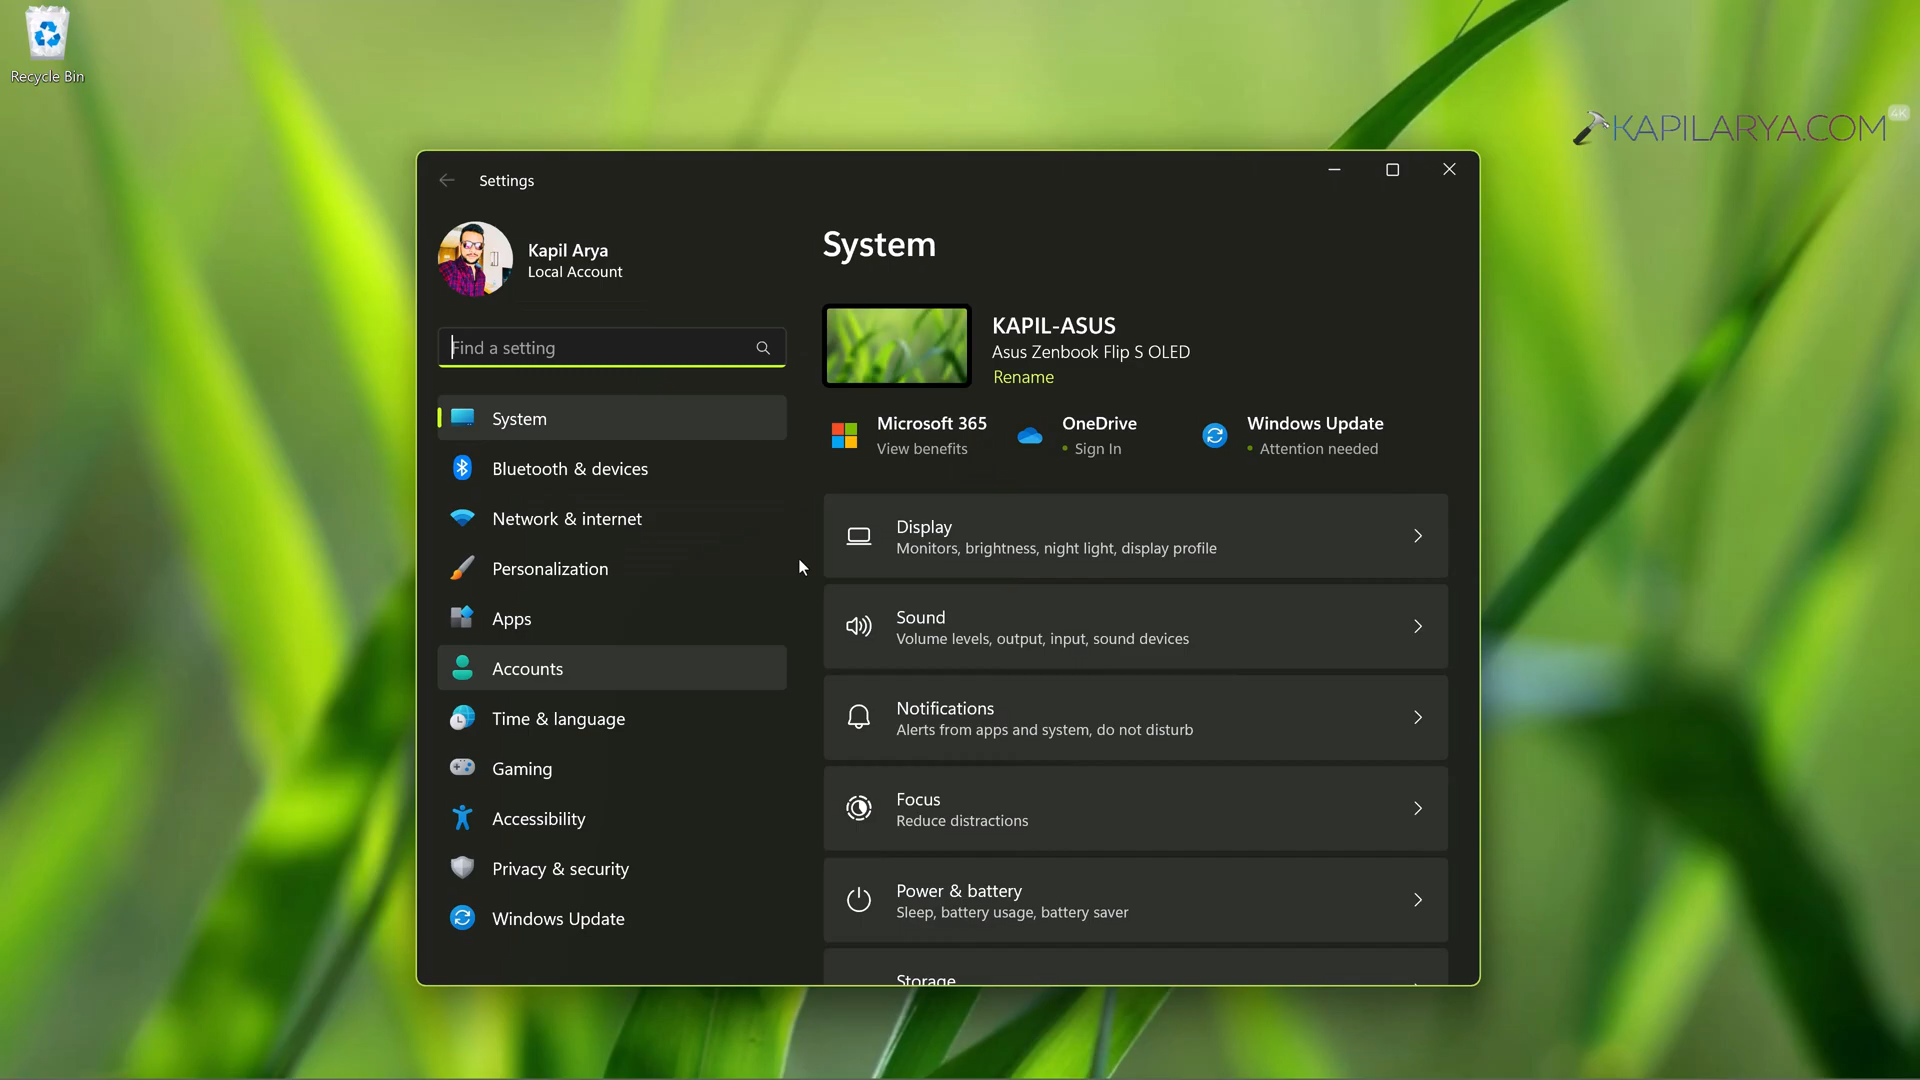 Recycle Bin
KAPILARYA.COM
4K
Settings
Kapil Arya
Local Account
Find a setting
System
Bluetooth & devices
Network & internet
Personalization
Apps
Accounts
Time & language
Gaming
Accessibility
Privacy & security
Windows Update
System
KAPIL-ASUS
Asus Zenbook Flip S OLED
Rename
Microsoft 365
View benefits
OneDrive
Sign In
Windows Update
Attention needed
Display
Monitors, brightness, night light, display profile
Sound
Volume levels, output, input, sound devices
Notifications
Alerts from apps and system, do not disturb
Focus
Reduce distractions
Power & battery
Sleep, battery usage, battery saver
Storage